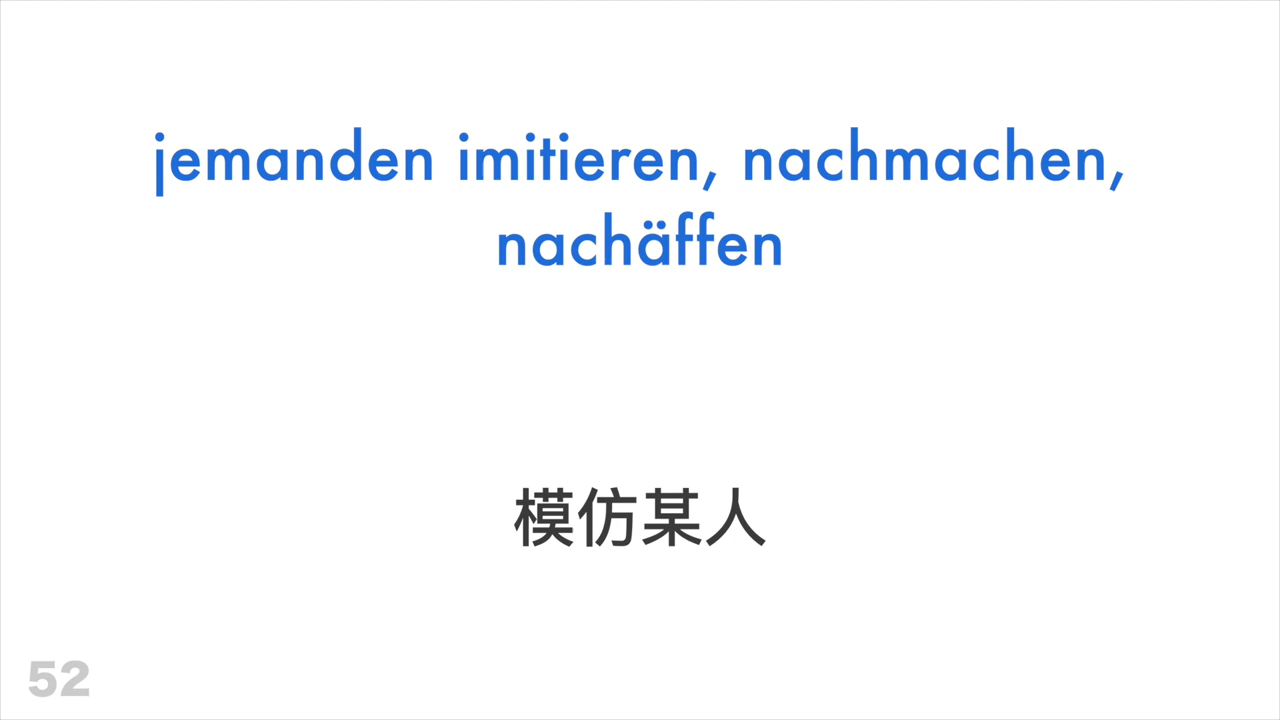 jemanden imitieren, nachmachen,
nachäffen
模仿某人
52